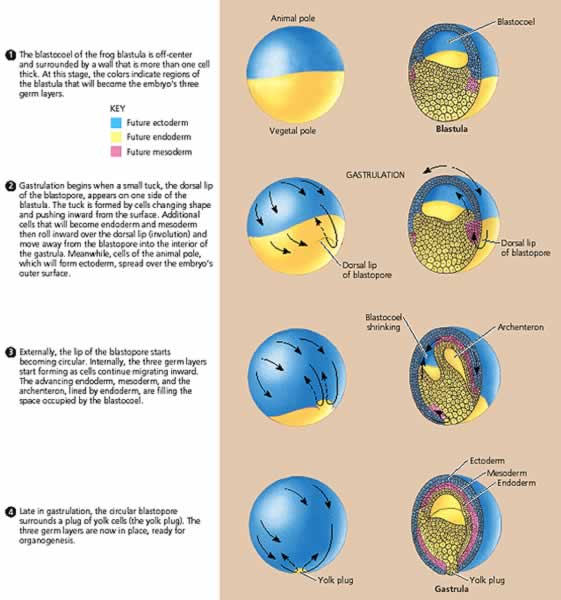 Animal pole
Blastocoel
1 The blastocoel of the frog blastula is off-center
and surrounded by a wall that is more than one cell
thick. At this stage, the colors indicate regions of
the blastula that will become the embryo's three
germ layers.
KEY
Future ectoderm
Future endoderm
Future mesoderm
Vegetal pole
Blastula
GASTRULATION
2 Gastrulation begins when a small tuck, the dorsal lip
of the blastopore, appears on one side of the
blastula. The tuck is formed by cells changing shape
and pushing inward from the surface. Additional
cells that will become endoderm and mesoderm
then roll inward over the dorsal lip (involution) and
move away from the blastopore into the interior of
the gastrula. Meanwhile, cells of the animal pole,
which will form ectoderm, spread over the embryo's
outer surface.
Dorsal lip
of blastopore
Dorsal lip of
blastopore
Blastocoel
shrinking
Archenteron
3 Externally, the lip of the blastopore starts
becoming circular. Internally, the three germ layers
start forming as cells continue migrating inward.
The advancing endoderm, mesoderm, and the
archenteron, lined by endoderm, are filling the
space occupied by the blastocoel.
Ectoderm
Mesoderm
Endoderm
4 Late in gastrulation, the circular blastopore
surrounds a plug of yolk cells (the yolk plug). The
three germ layers are now in place, ready for
organogenesis.
Yolk plug
Yolk plug
Gastrula